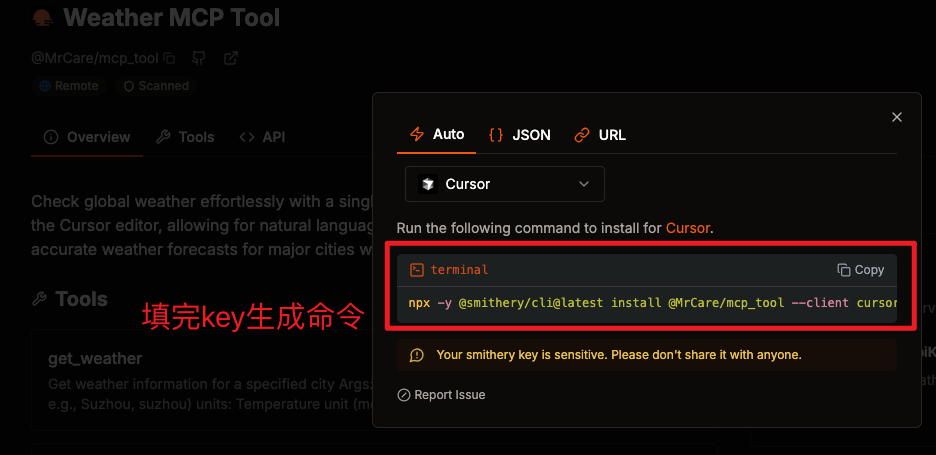 Weather MCP Tool
@MrCare/mcp_tool
Remote
Scanned
Overview
Tools
API
Check global weather effortlessly with a singl
the Cursor editor, allowing for natural languag
accurate weather forecasts for major cities w
Tools
填完key生成命令
get_weather
Get weather information for a specified city Args:
e.g., Suzhou, suzhou) units: Temperature unit (me
Auto
{} JSON
URL
Cursor
Run the following command to install for Cursor.
terminal
Copy
npx -y @smithery/cli@latest install @MrCare/mcp_tool --client cursor
Your smithery key is sensitive. Please don't share it with anyone.
Report Issue